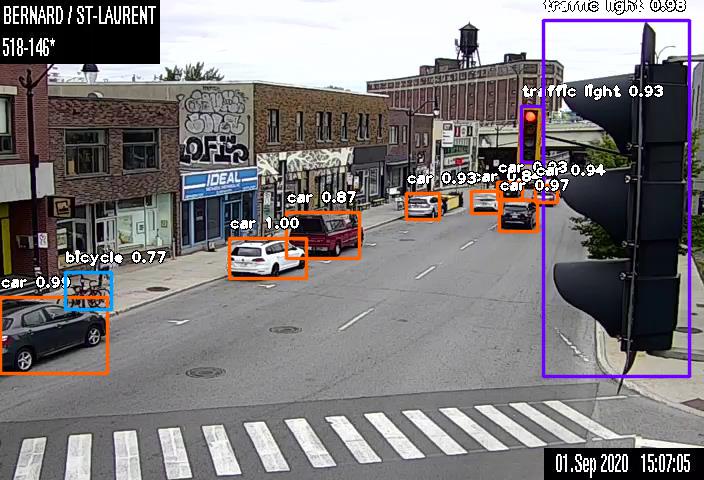 BERNARD / ST-LAURENT
518-146*
traffic light 0.98
traffic light 0.93
IDEAL
car 0.93
car 0.94
car 0.97
car 0.87
car 1.00
bicycle 0.77
car 0.99
01.Sep 2020 15:07:05